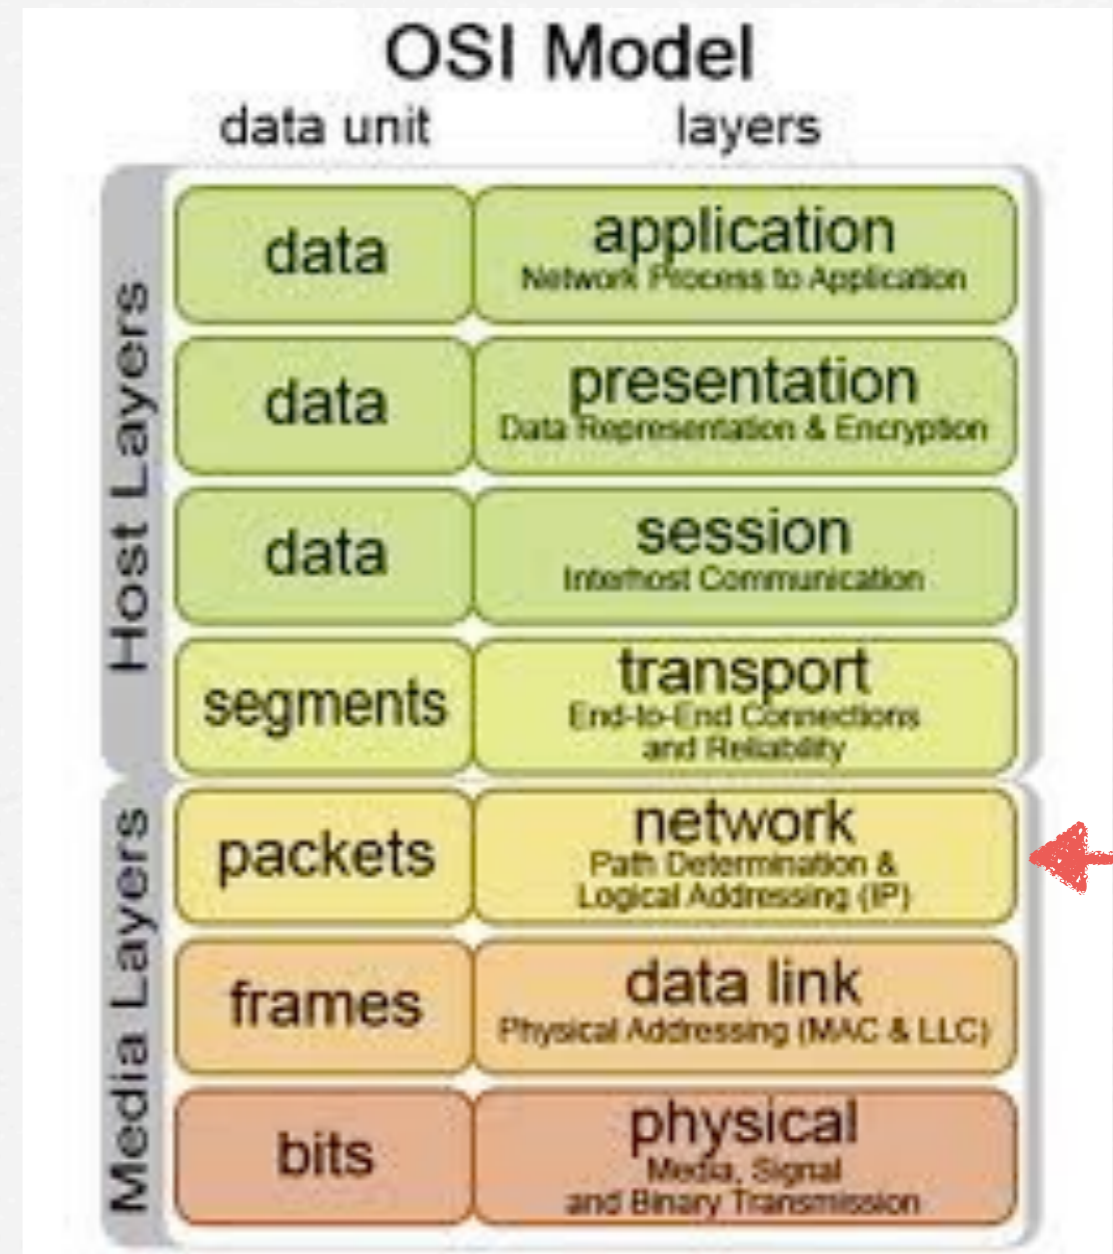 OSI Model
data unit layers
Host Layers
data
application
Network Process to Application
data
presentation
Data Representation & Encryption
data
session
Interhost Communication
segments
transport
End-to-End Connections
and Reliability
Media Layers
packets
network
Path Determination &
Logical Addressing (IP)
frames
data link
Physical Addressing (MAC & LLC)
bits
physical
Media, Signal
and Binary Transmission